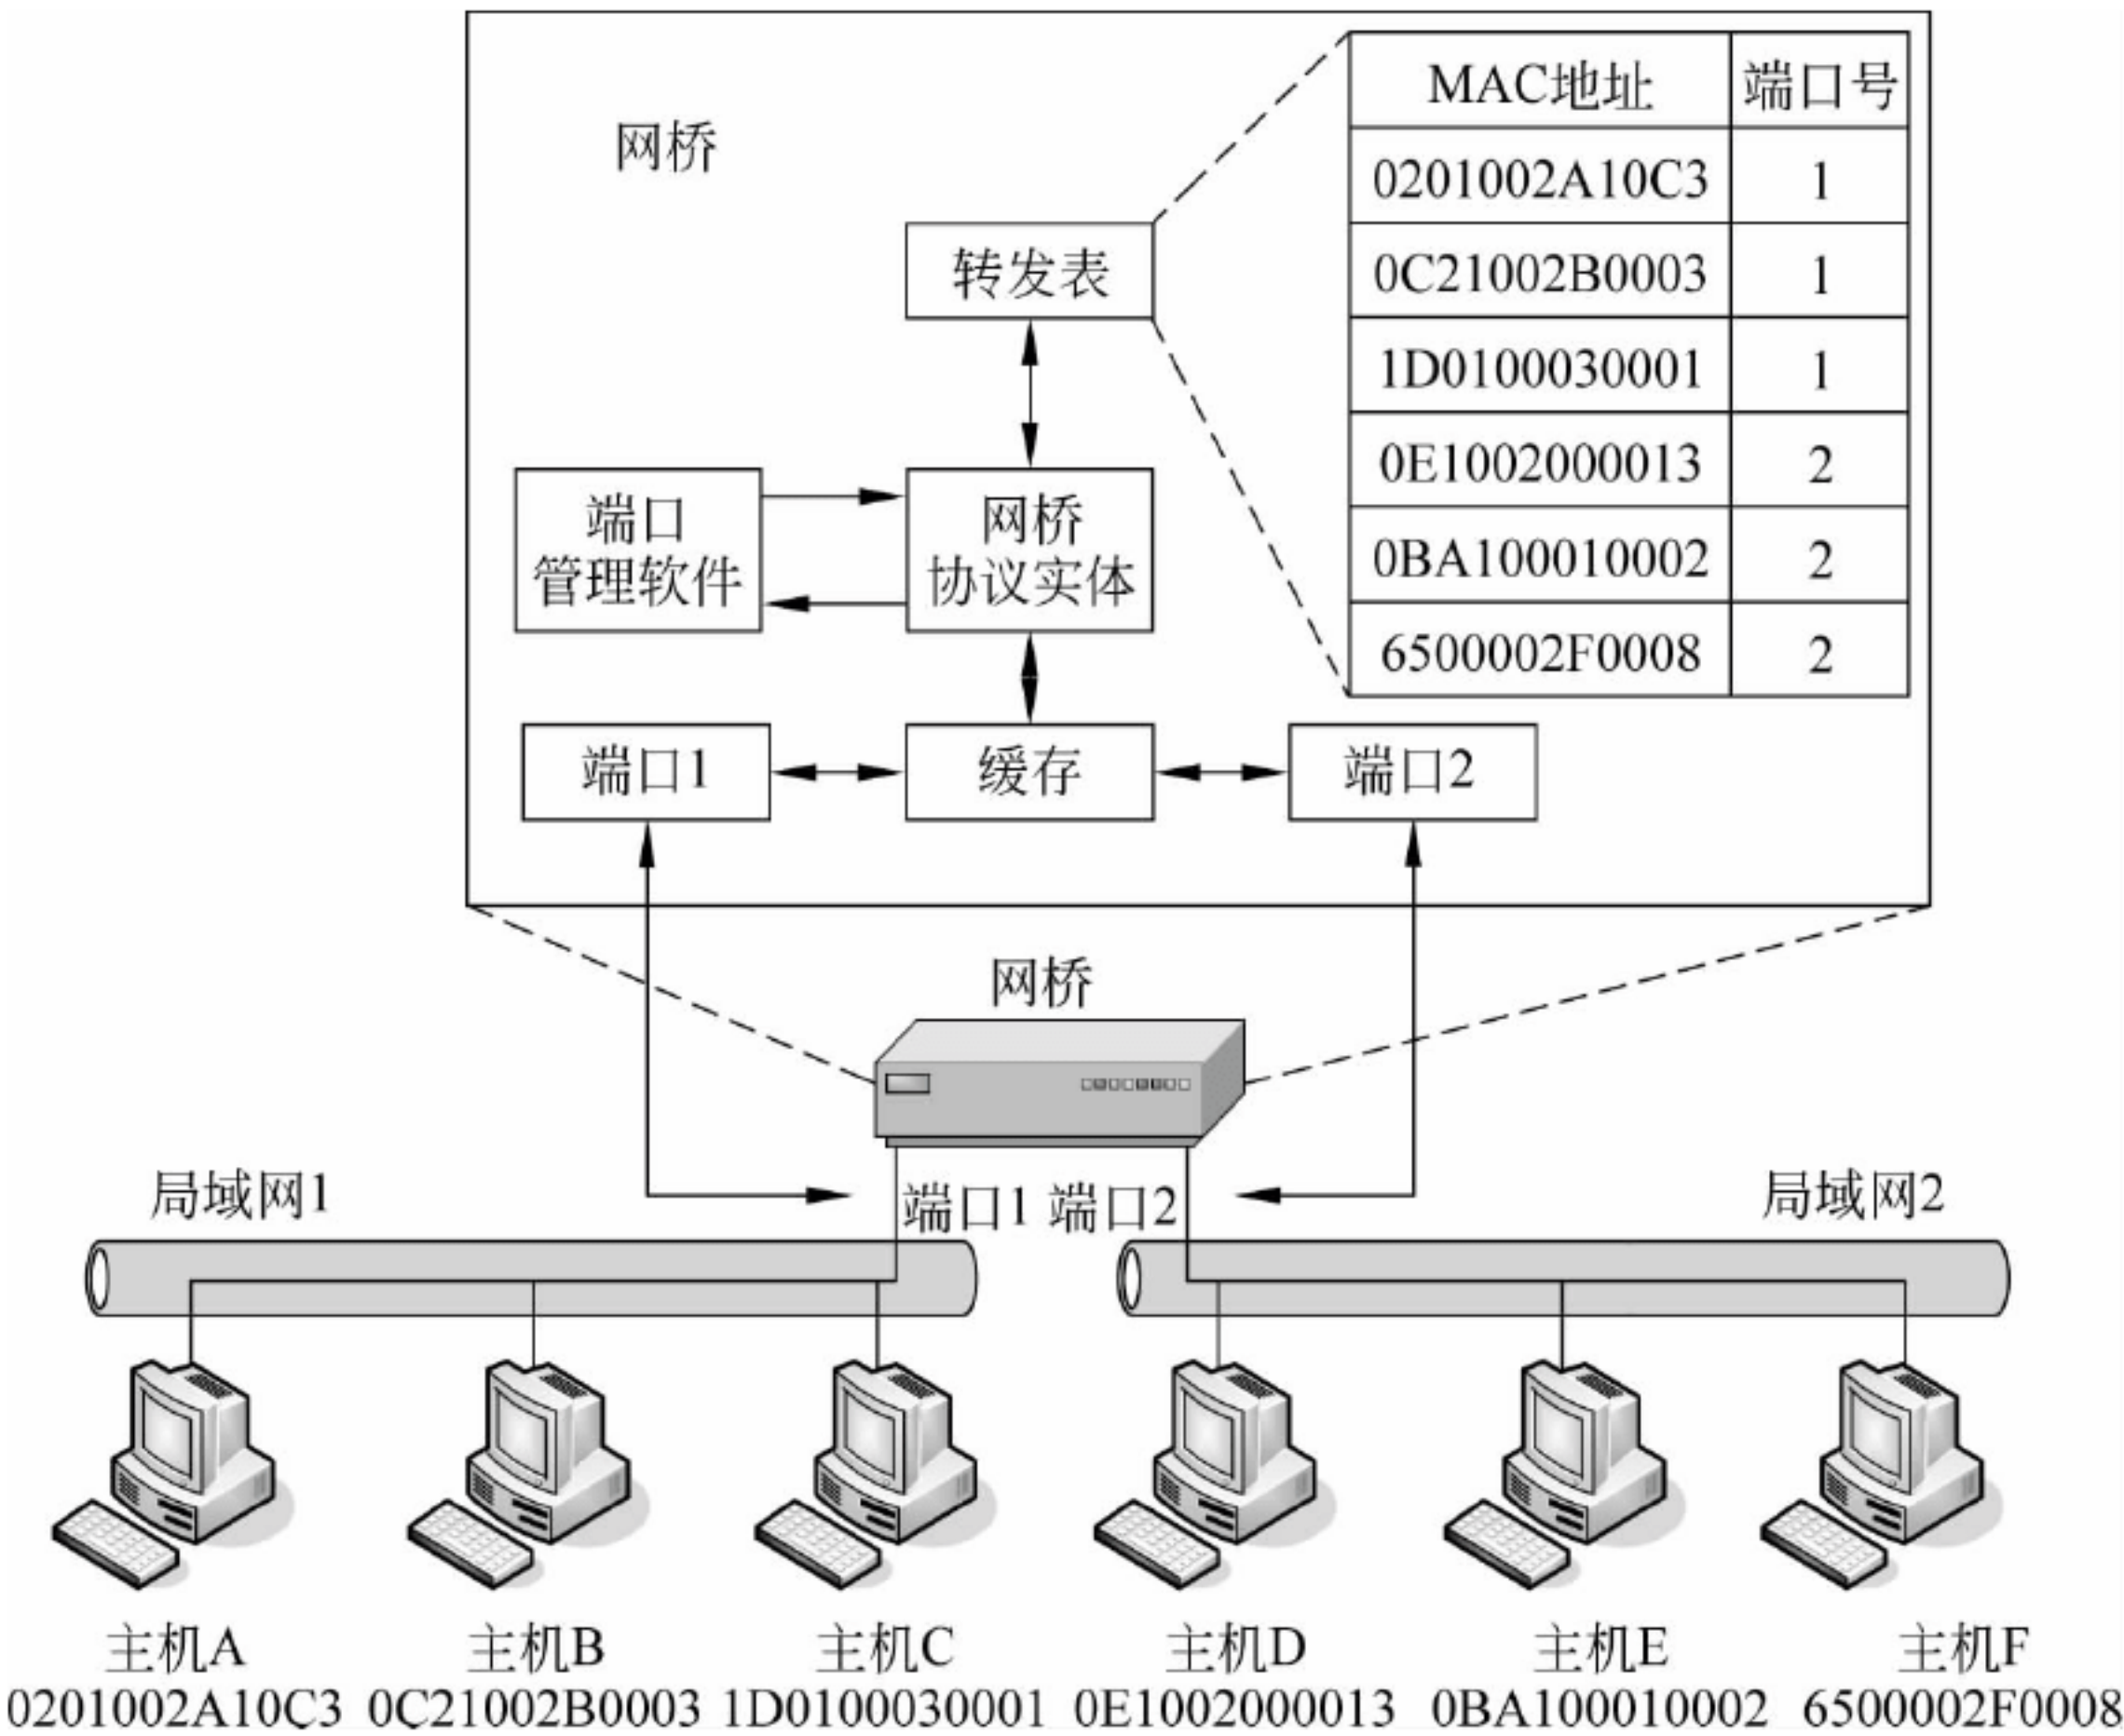 网桥
MAC地址 端口号
0201002A10C3 1
0C21002B0003 1
1D0100030001 1
0E1002000013 2
0BA100010002 2
6500002F0008 2
转发表
端口
管理软件
网桥
协议实体
端口1
缓存
端口2
网桥
局域网1
端口1 端口2
局域网2
主机A 主机B 主机C 主机D 主机E 主机F
0201002A10C3 0C21002B0003 1D0100030001 0E1002000013 0BA100010002 6500002F0008